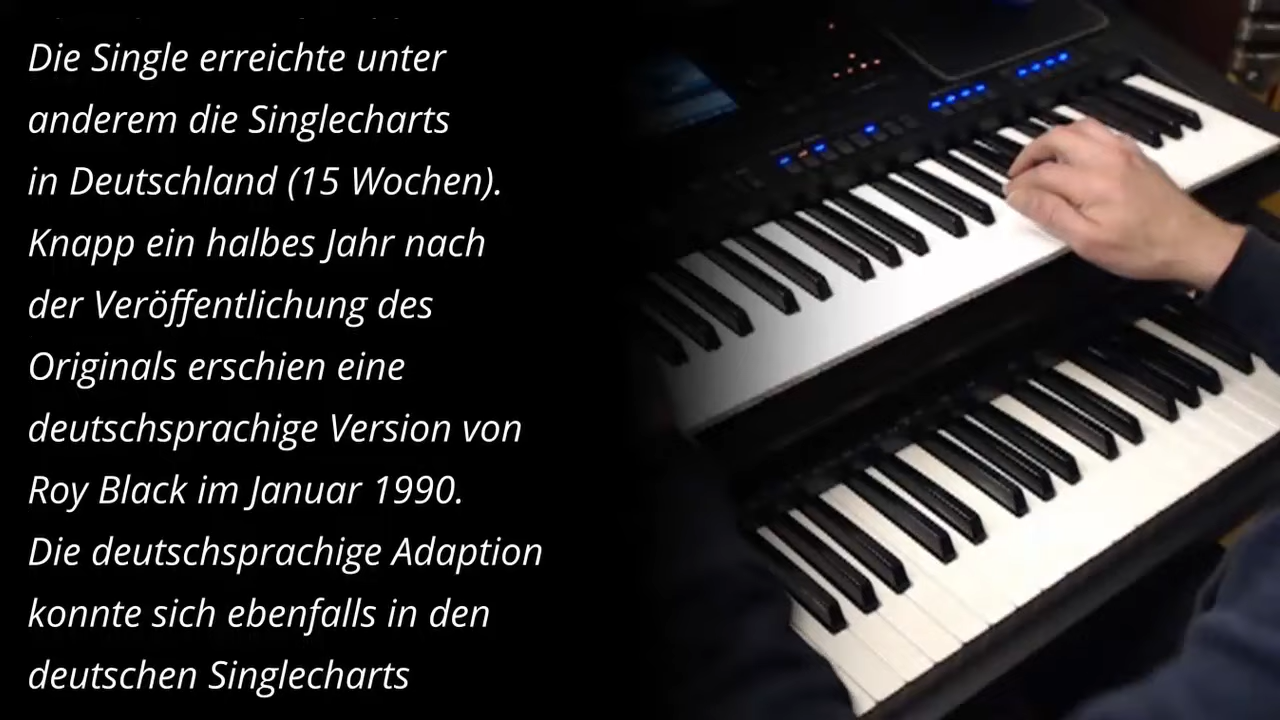 Die Single erreichte unter
anderem die Singlecharts
in Deutschland (15 Wochen).
Knapp ein halbes Jahr nach
der Veröffentlichung des
Originals erschien eine
deutschsprachige Version von
Roy Black im Januar 1990.
Die deutschsprachige Adaption
konnte sich ebenfalls in den
deutschen Singlecharts